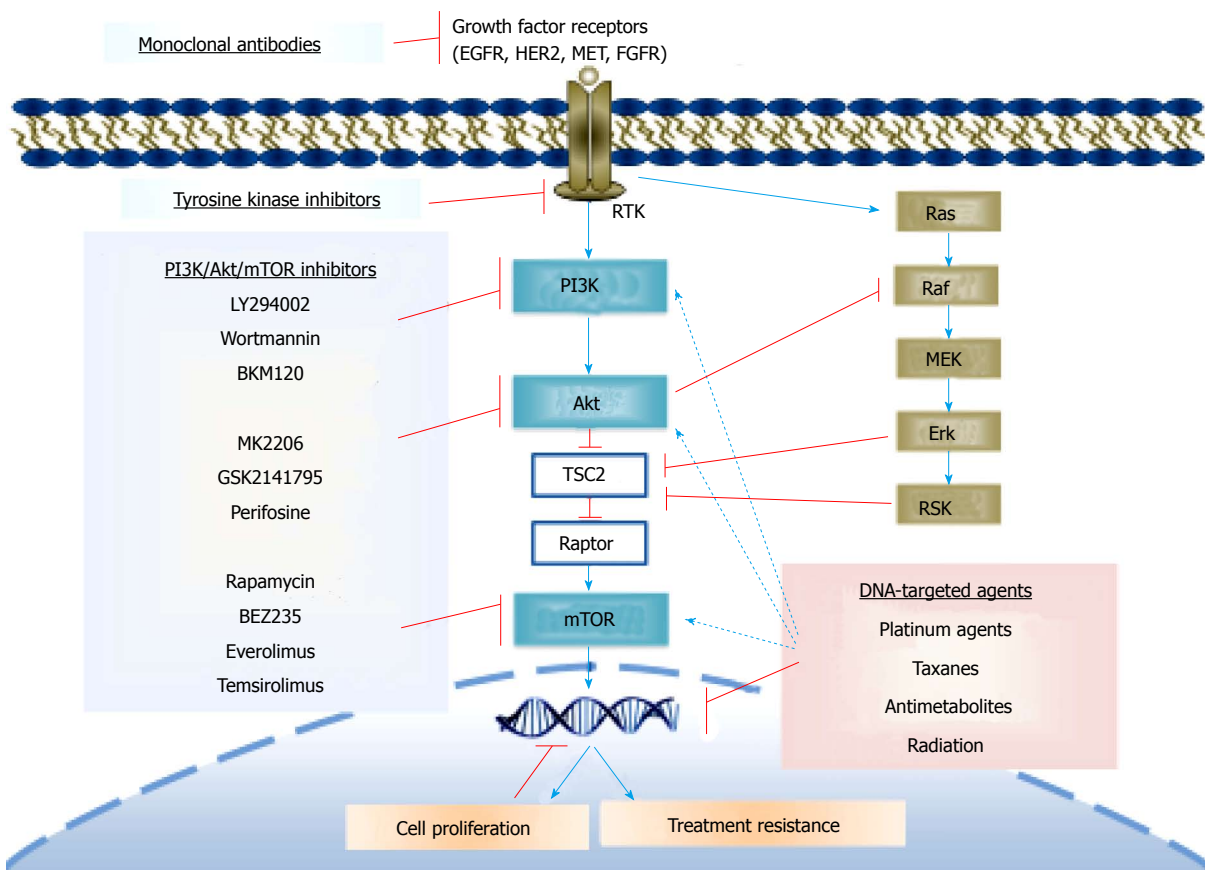 Monoclonal antibodies
Growth factor receptors
(EGFR, HER2, MET, FGFR)
Tyrosine kinase inhibitors
RTK
Ras
PI3K/Akt/mTOR inhibitors
LY294002
Wortmannin
BKM120
MK2206
GSK2141795
Perifosine
Rapamycin
BEZ235
Everolimus
Temsirolimus
PI3K
Akt
TSC2
Raptor
mTOR
Raf
MEK
Erk
RSK
DNA-targeted agents
Platinum agents
Taxanes
Antimetabolites
Radiation
Cell proliferation
Treatment resistance